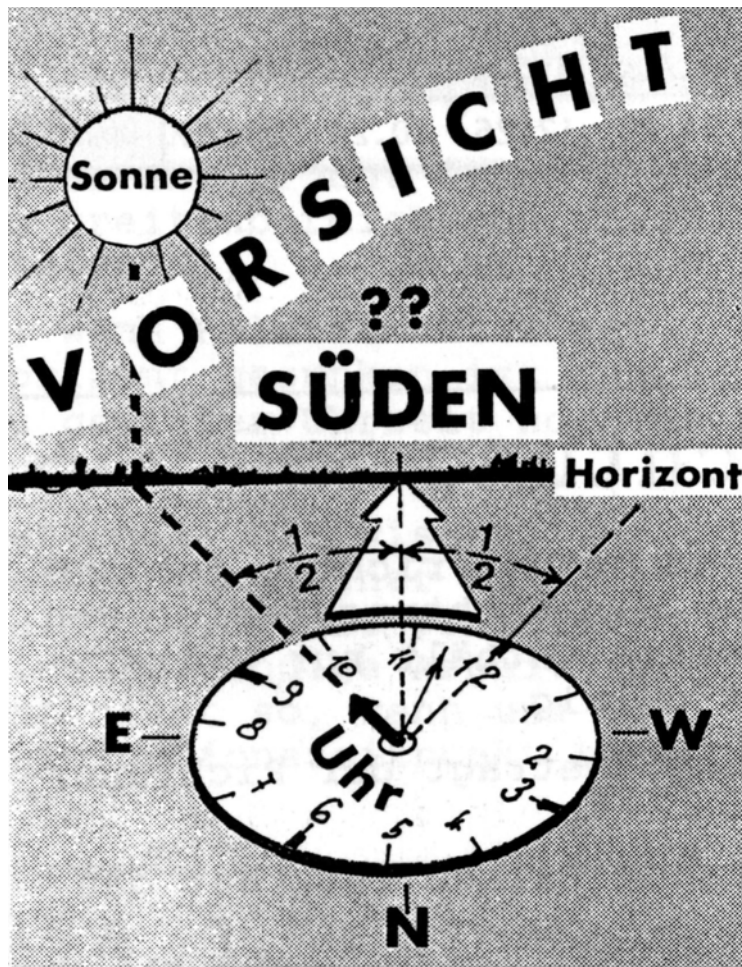 VORSICHT
Sonne
??
SÜDEN
Horizont
1/2 1/2
10 11 12
9 1
8 2
7 3
6 5 4
Uhr
E W
N